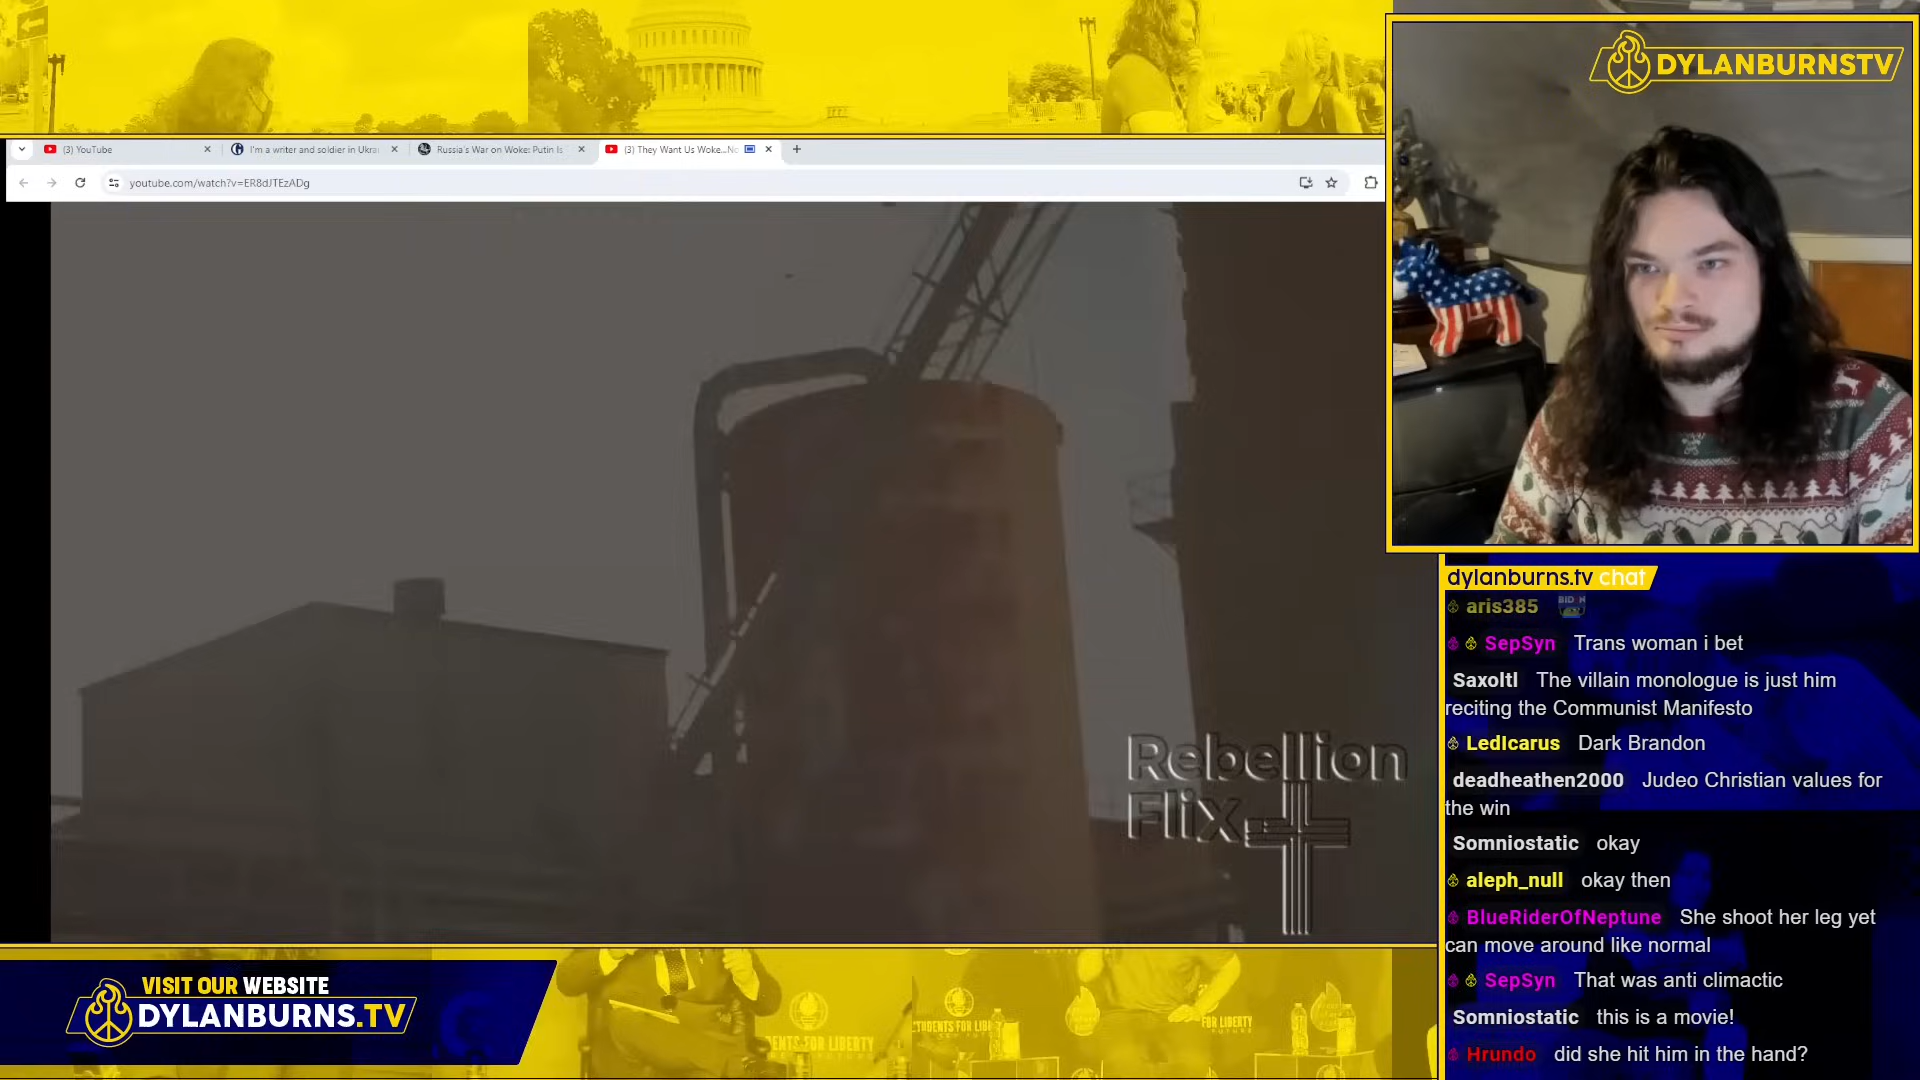 DYLANBURNSTV
(3) YouTube
I'm a writer and soldier in Ukra
Russia's War on Woke: Putin Is
(3) They Want Us Woke...No
youtube.com/watch?v=ER8dJTEzADg
Rebellion
Flix
dylanburns.tv chat
aris385
SepSyn Trans woman i bet
Saxoltl The villain monologue is just him
reciting the Communist Manifesto
LedIcarus Dark Brandon
deadheathen2000 Judeo Christian values for
the win
Somniostatic okay
aleph_null okay then
BlueRiderOfNeptune She shoot her leg yet
can move around like normal
SepSyn That was anti climactic
Somniostatic this is a movie!
Hrundo did she hit him in the hand?
VISIT OUR WEBSITE
DYLANBURNS.TV
FOR LIBERTY